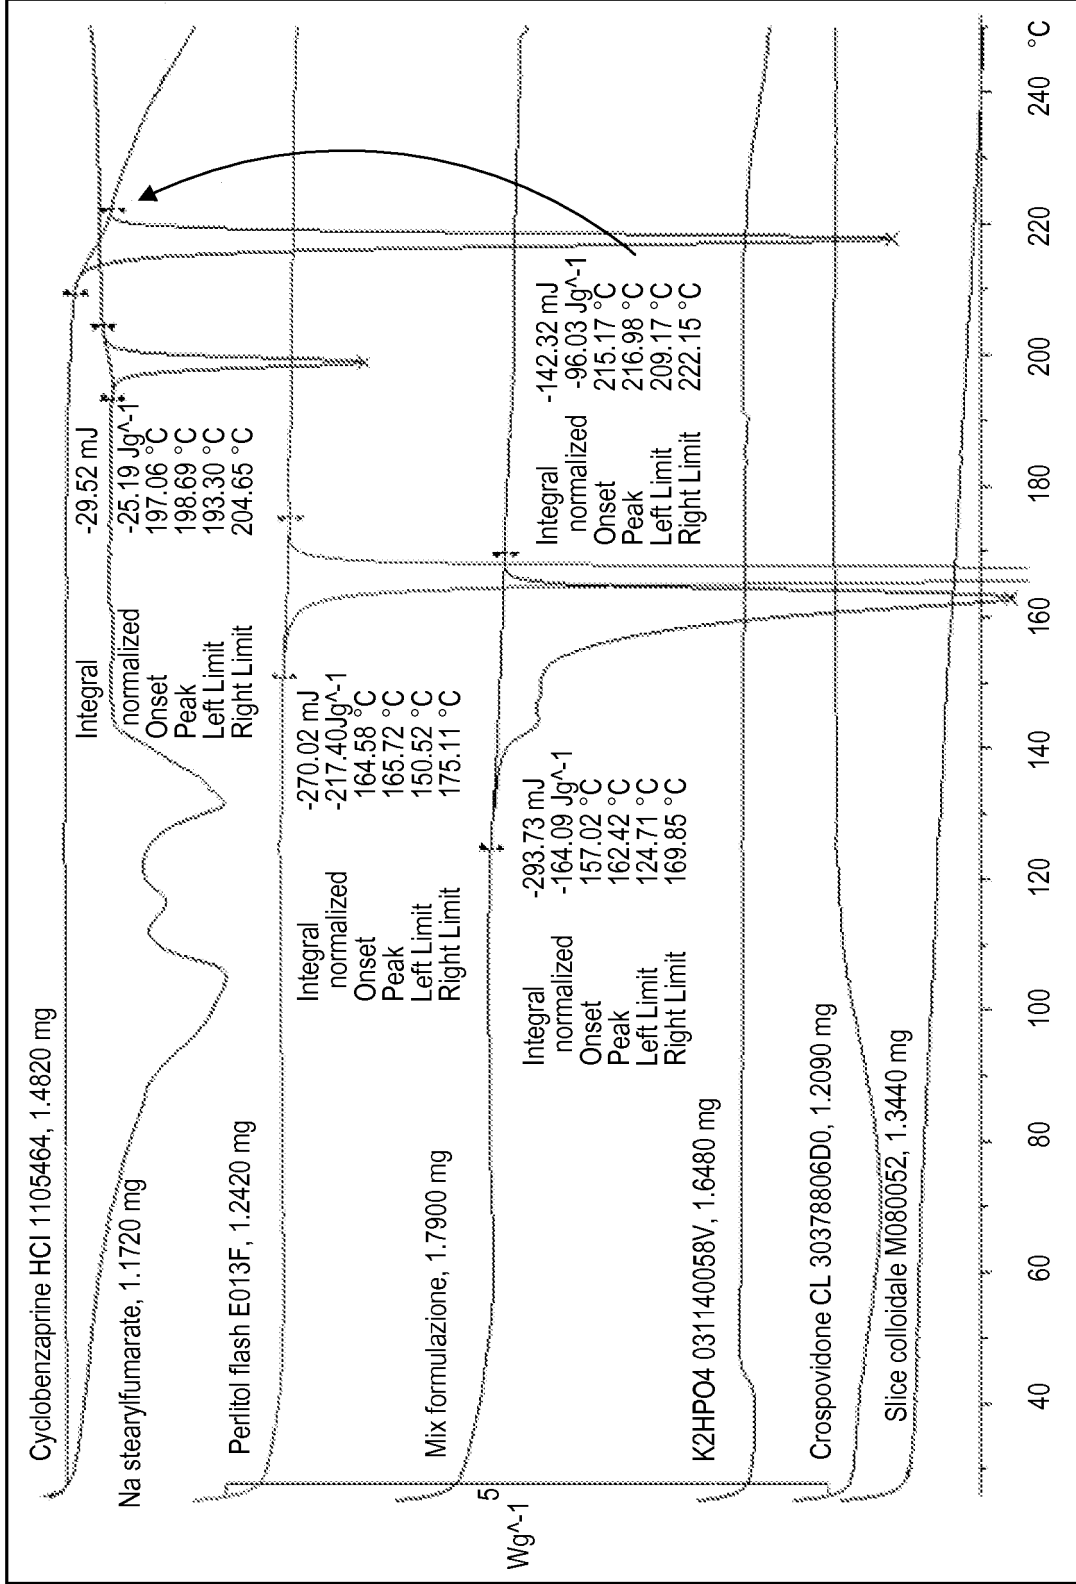 Cyclobenzaprine HCI 1105464, 1.4820 mg
Integral -29.52 mJ
normalized -25.19 Jg^-1
Onset 197.06 °C
Peak 198.69 °C
Left Limit 193.30 °C
Right Limit 204.65 °C
Na stearylfumarate, 1.1720 mg
Perlitol flash E013F, 1.2420 mg
Integral -270.02 mJ
normalized -217.40Jg^-1
Onset 164.58 °C
Peak 165.72 °C
Left Limit 150.52 °C
Right Limit 175.11 °C
Mix formulazione, 1.7900 mg
Integral -293.73 mJ
normalized -164.09 Jg^-1
Onset 157.02 °C
Peak 162.42 °C
Left Limit 124.71 °C
Right Limit 169.85 °C
Integral -142.32 mJ
normalized -96.03 Jg^-1
Onset 215.17 °C
Peak 216.98 °C
Left Limit 209.17 °C
Right Limit 222.15 °C
5
Wg^-1
K2HPO4 031140058V, 1.6480 mg
Crospovidone CL 30378806D0, 1.2090 mg
Slice colloidale M080052, 1.3440 mg
40 60 80 100 120 140 160 180 200 220 240 °C